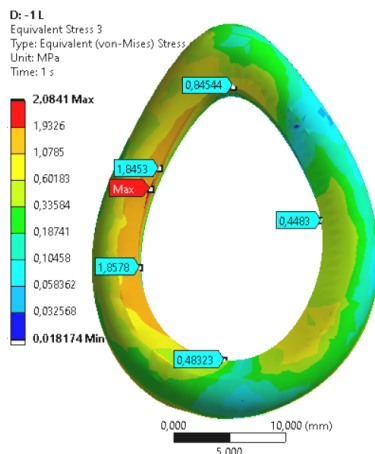 D: -1 L
Equivalent Stress 3
Type: Equivalent (von-Mises) Stress
Unit: MPa
Time: 1 s
2,0841 Max
1,9326
1,0785
0,60183
0,33584
0,18741
0,10458
0,058362
0,032568
0,018174 Min
0,84544
1,8453
Max
0,4483
1,8578
0,48323
0,000 10,000 (mm)
5,000